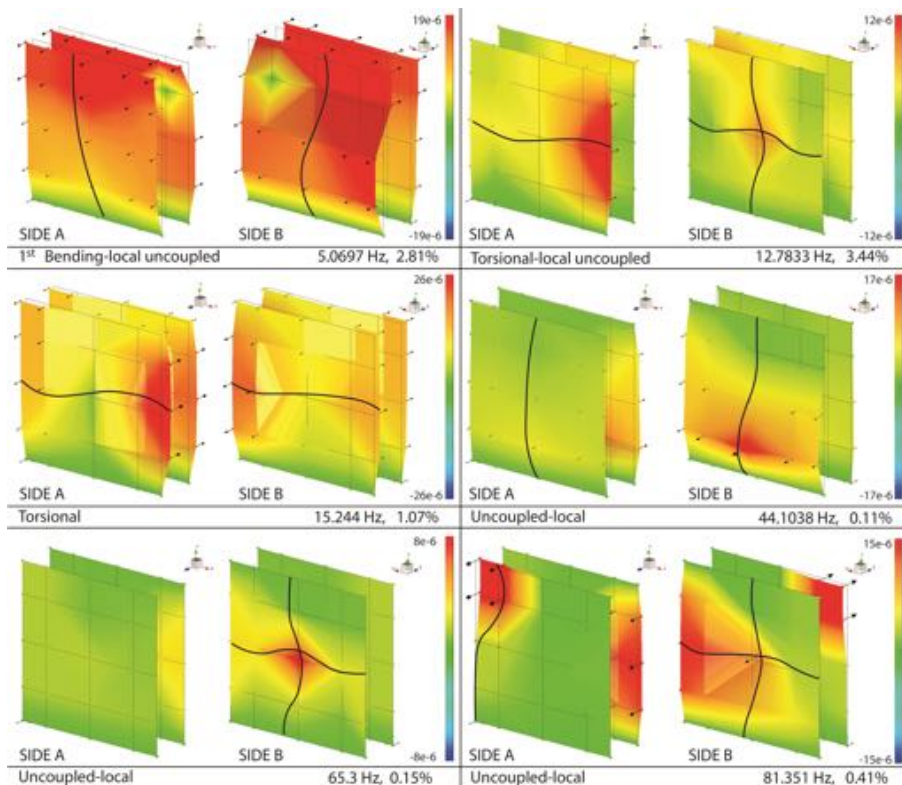 19e-6
12e-6
SIDE A
SIDE B
-19e-6
SIDE A
SIDE B
-12e-6
1st Bending-local uncoupled 5.0697 Hz, 2.81%
Torsional-local uncoupled 12.7833 Hz, 3.44%
26e-6
17e-6
SIDE A
SIDE B
-26e-6
SIDE A
SIDE B
-17e-6
Torsional 15.244 Hz, 1.07%
Uncoupled-local 44.1038 Hz, 0.11%
8e-6
15e-6
SIDE A
SIDE B
-8e-6
SIDE A
SIDE B
-15e-6
Uncoupled-local 65.3 Hz, 0.15%
Uncoupled-local 81.351 Hz, 0.41%